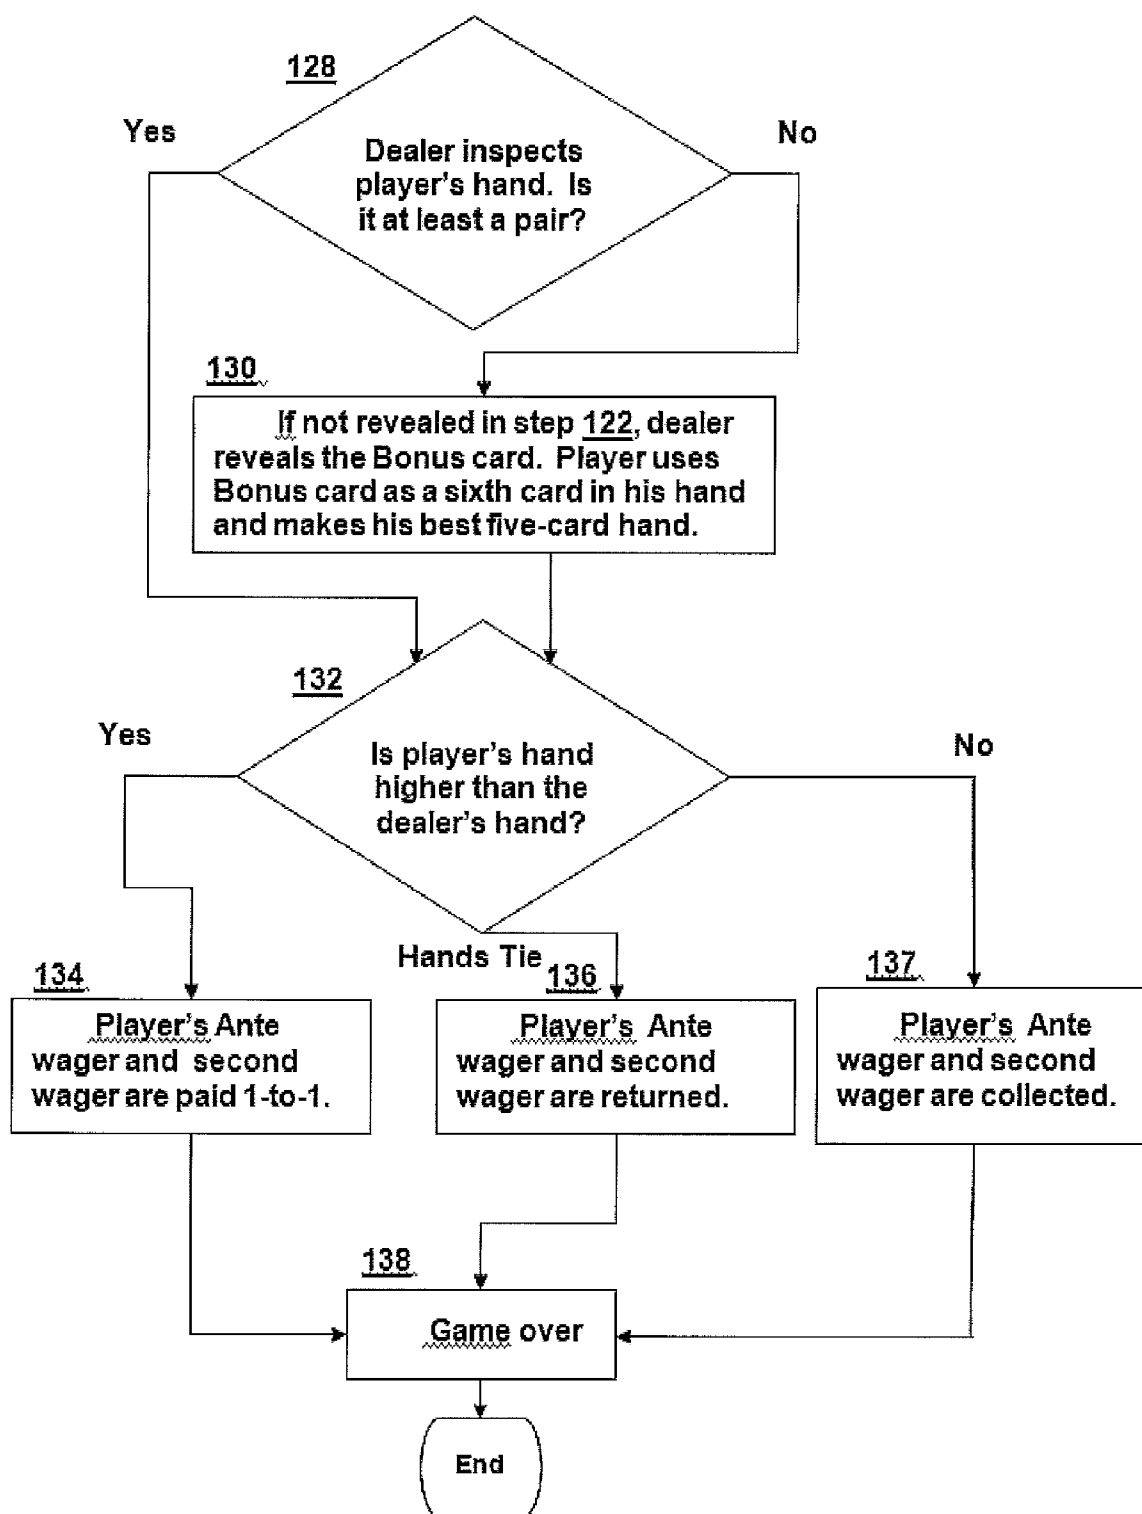 128
Yes
No
Dealer inspects
player's hand. Is
it at least a pair?
130
If not revealed in step 122, dealer
reveals the Bonus card. Player uses
Bonus card as a sixth card in his hand
and makes his best five-card hand.
132
Yes
No
Is player's hand
higher than the
dealer's hand?
Hands Tie
134
136
137
Player's Ante
wager and second
wager are paid 1-to-1.
Player's Ante
wager and second
wager are returned.
Player's Ante
wager and second
wager are collected.
138
Game over
End